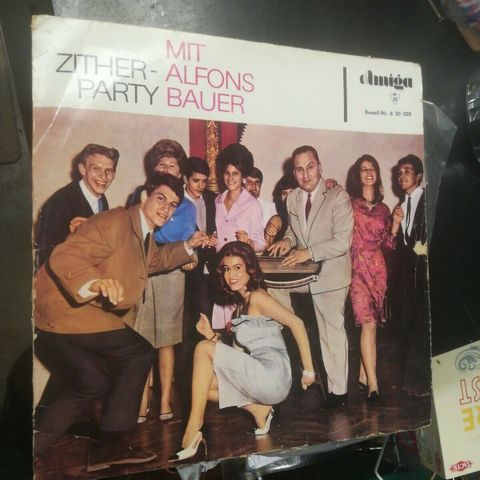 ZITHER-
PARTY
MIT
ALFONS
BAUER
Amiga
Bestell-Nr. 8 50 028